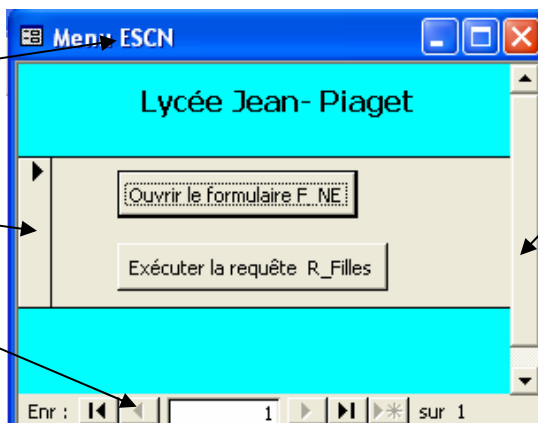 Menu ESCN
Lycée Jean- Piaget
Ouvrir le formulaire F_NE
Exécuter la requête R_Filles
Enr : 1 sur 1